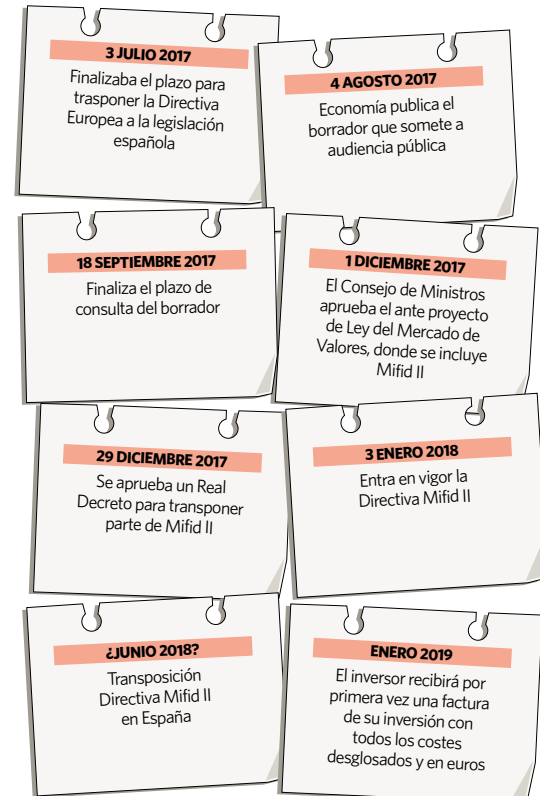 3 JULIO 2017
Finalizaba el plazo para
trasponer la Directiva
Europea a la legislación
española
4 AGOSTO 2017
Economía publica el
borrador que somete a
audiencia pública
18 SEPTIEMBRE 2017
Finaliza el plazo de
consulta del borrador
1 DICIEMBRE 2017
El Consejo de Ministros
aprueba el ante proyecto
de Ley del Mercado de
Valores, donde se incluye
Mifid II
29 DICIEMBRE 2017
Se aprueba un Real
Decreto para transponer
parte de Mifid II
3 ENERO 2018
Entra en vigor la
Directiva Mifid II
¿JUNIO 2018?
Transposición
Directiva Mifid II
en España
ENERO 2019
El inversor recibirá por
primera vez una factura
de su inversión con
todos los costes
desglosados y en euros